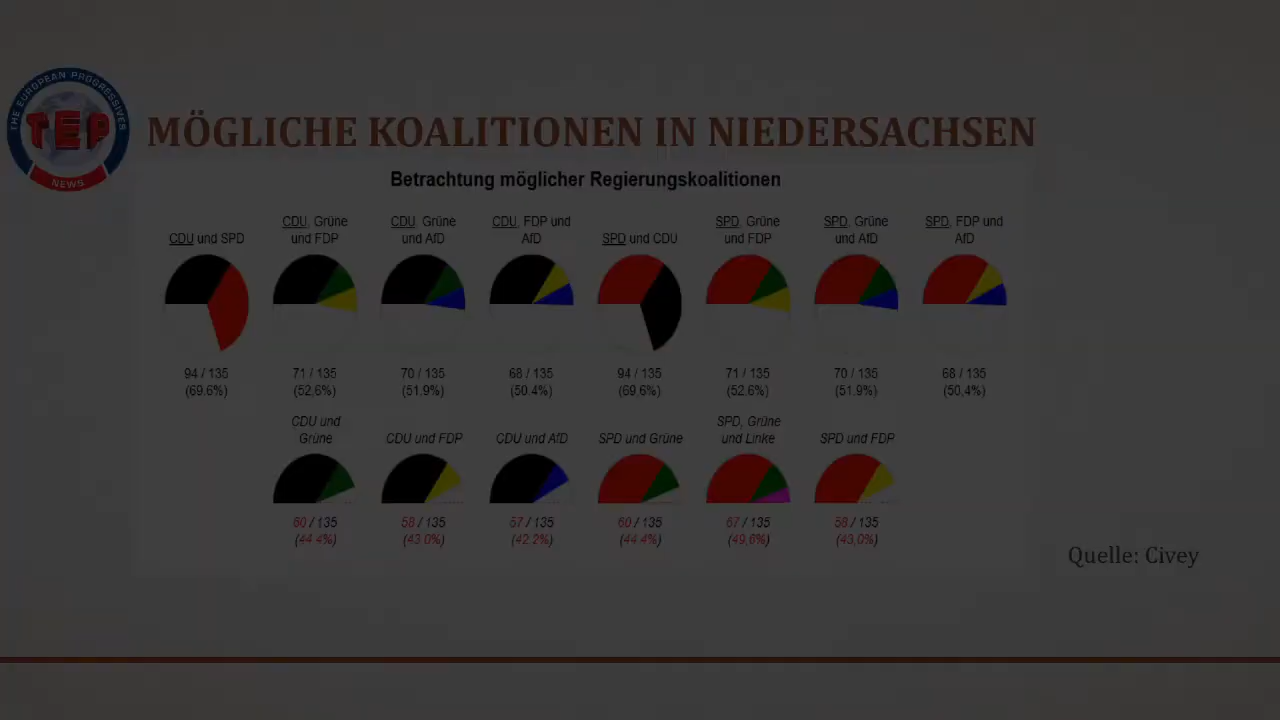 THE EUROPEAN PROGRESSIVES
TEP
NEWS
MÖGLICHE KOALITIONEN IN NIEDERSACHSEN
Betrachtung möglicher Regierungskoalitionen
CDU und SPD
CDU, Grüne
und FDP
CDU, Grüne
und AfD
CDU, FDP und
AfD
SPD und CDU
SPD, Grüne
und FDP
SPD, Grüne
und AfD
SPD, FDP und
AfD
94 / 135
(69,6%)
71 / 135
(52,6%)
70 / 135
(51,9%)
68 / 135
(50,4%)
94 / 135
(69,6%)
71 / 135
(52,6%)
70 / 135
(51,9%)
68 / 135
(50,4%)
CDU und
Grüne
CDU und FDP
CDU und AfD
SPD und Grüne
SPD, Grüne
und Linke
SPD und FDP
60 / 135
(44,4%)
58 / 135
(43,0%)
57 / 135
(42,2%)
60 / 135
(44,4%)
67 / 135
(49,6%)
58 / 135
(43,0%)
Quelle: Civey